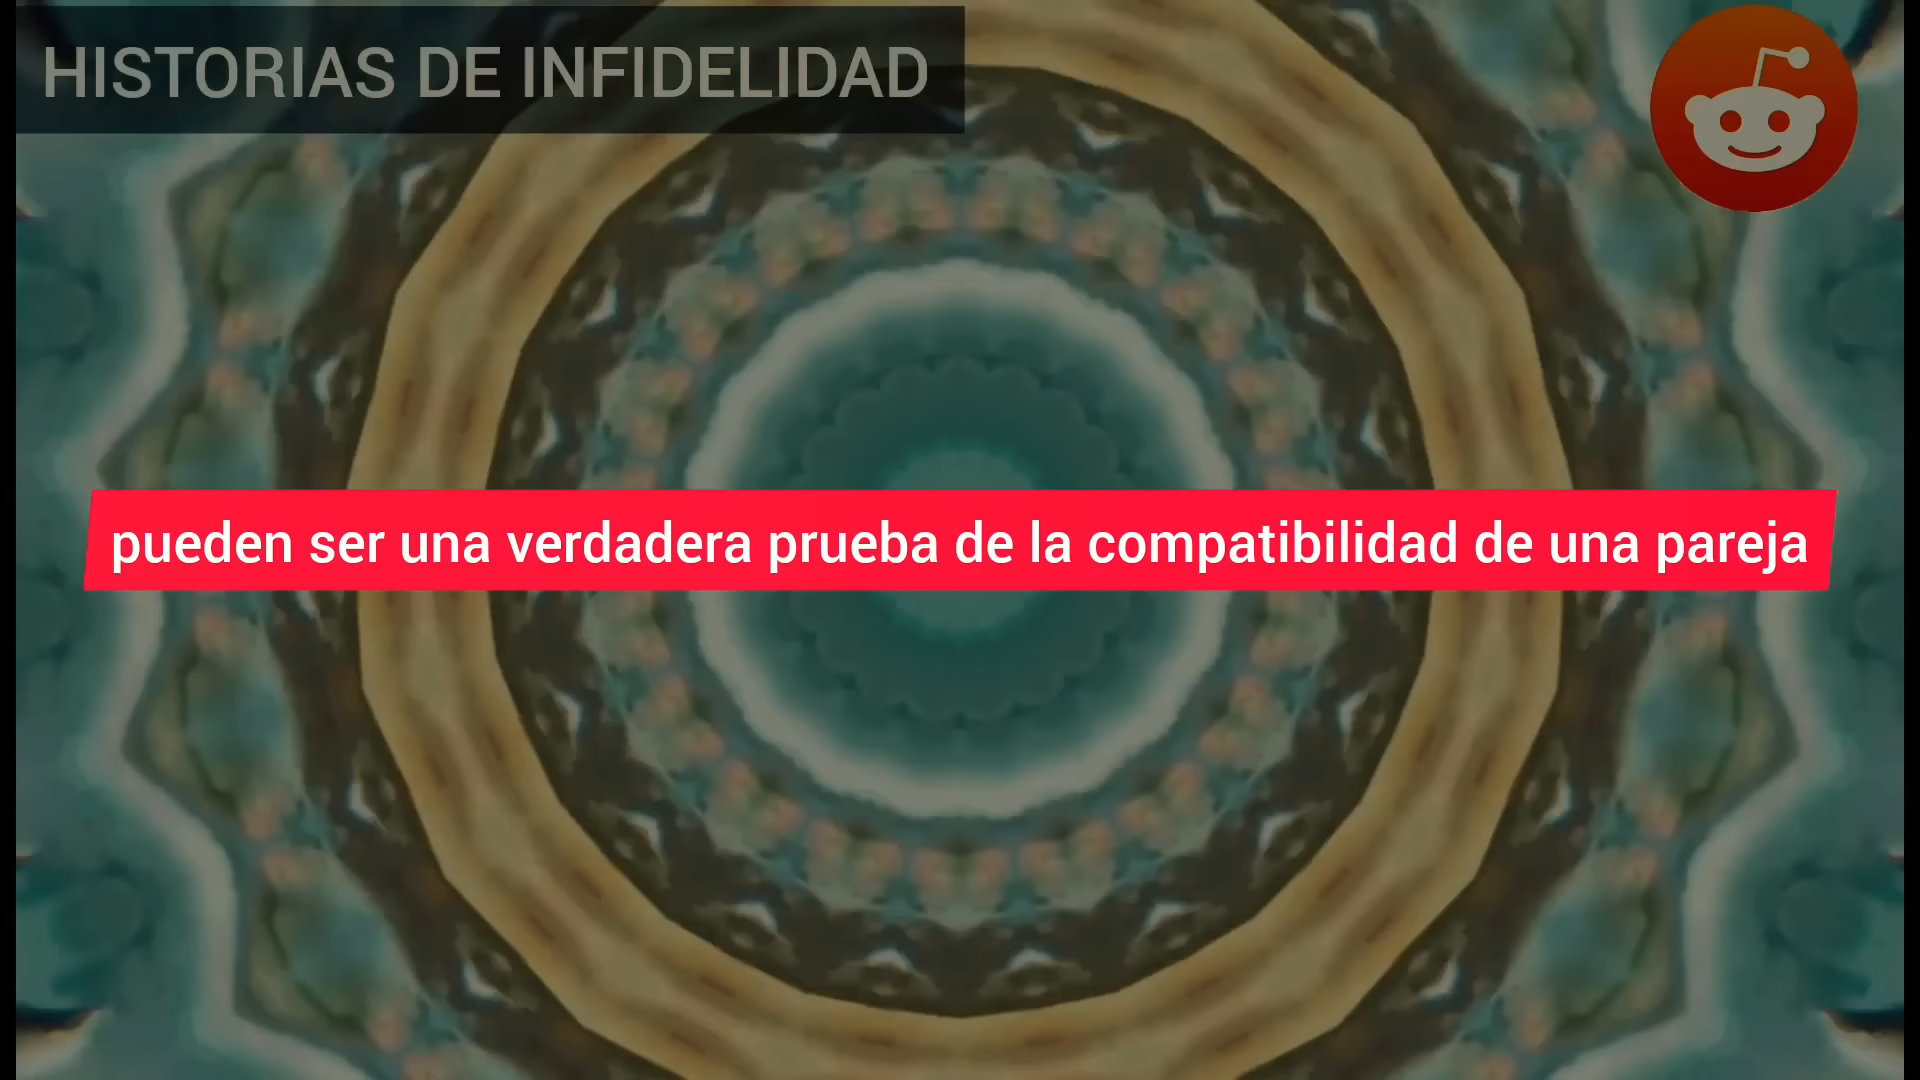 HISTORIAS DE INFIDELIDAD
pueden ser una verdadera prueba de la compatibilidad de una pareja